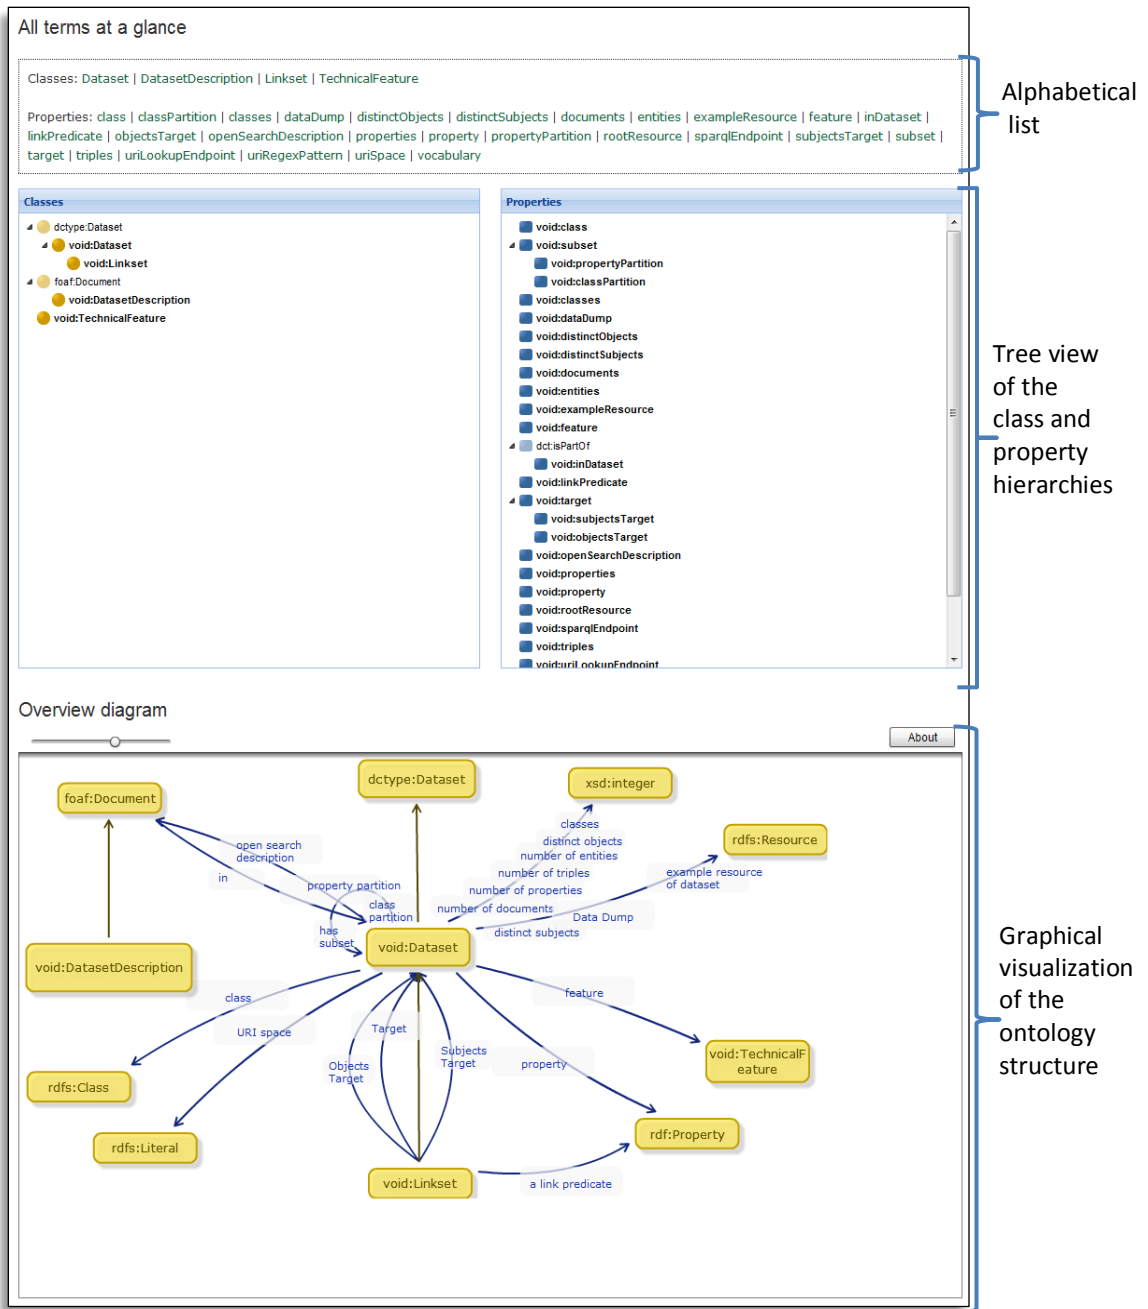 All terms at a glance
Classes: Dataset | DatasetDescription | Linkset | TechnicalFeature
Properties: class | classPartition | classes | dataDump | distinctObjects | distinctSubjects | documents | entities | exampleResource | feature | inDataset |
linkPredicate | objectsTarget | openSearchDescription | properties | property | propertyPartition | rootResource | sparqlEndpoint | subjectsTarget | subset |
target | triples | uriLookupEndpoint | uriRegexPattern | uriSpace | vocabulary
Alphabetical
list
Classes
dctype:Dataset
void:Dataset
void:Linkset
foaf:Document
void:DatasetDescription
void:TechnicalFeature
Properties
void:class
void:subset
void:propertyPartition
void:classPartition
void:classes
void:dataDump
void:distinctObjects
void:distinctSubjects
void:documents
void:entities
void:exampleResource
void:feature
dct:isPartOf
void:inDataset
void:linkPredicate
void:target
void:subjectsTarget
void:objectsTarget
void:openSearchDescription
void:properties
void:property
void:rootResource
void:sparqlEndpoint
void:triples
void:uriLookupEndpoint
Tree view
of the
class and
property
hierarchies
Overview diagram
About
foaf:Document
dctype:Dataset
xsd:integer
rdfs:Resource
open search
description
in
property partition
class
partition
has
subset
classes
distinct objects
number of entities
number of triples
number of properties
number of documents
distinct subjects
example resource
of dataset
Data Dump
void:DatasetDescription
void:Dataset
class
URI space
Target
Objects
Target
Subjects
Target
property
feature
void:TechnicalF
eature
rdfs:Class
rdfs:Literal
void:Linkset
a link predicate
rdf:Property
Graphical
visualization
of the
ontology
structure